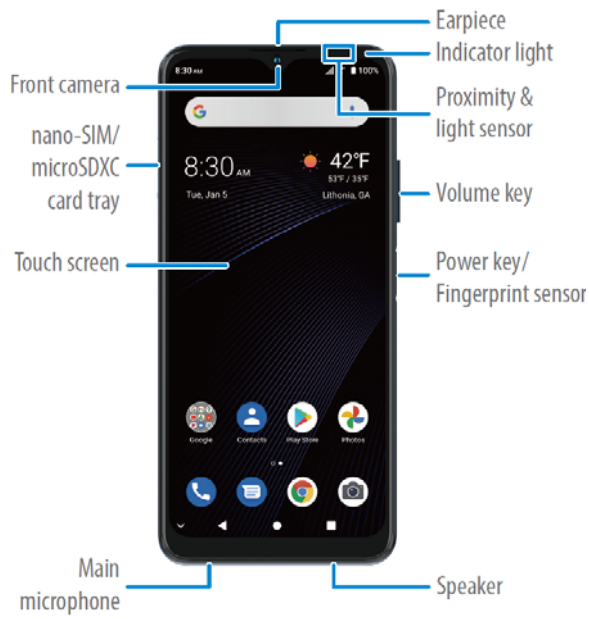 Earpiece
Indicator light
Front camera
Proximity &
light sensor
nano-SIM/
microSDXC
card tray
Volume key
Touch screen
Power key/
Fingerprint sensor
8:30 AM
100%
G
8:30 AM
42°F
53°F / 35°F
Tue, Jan 5
Lithonia, GA
Google
Contacts
Play Store
Photos
Main
microphone
Speaker